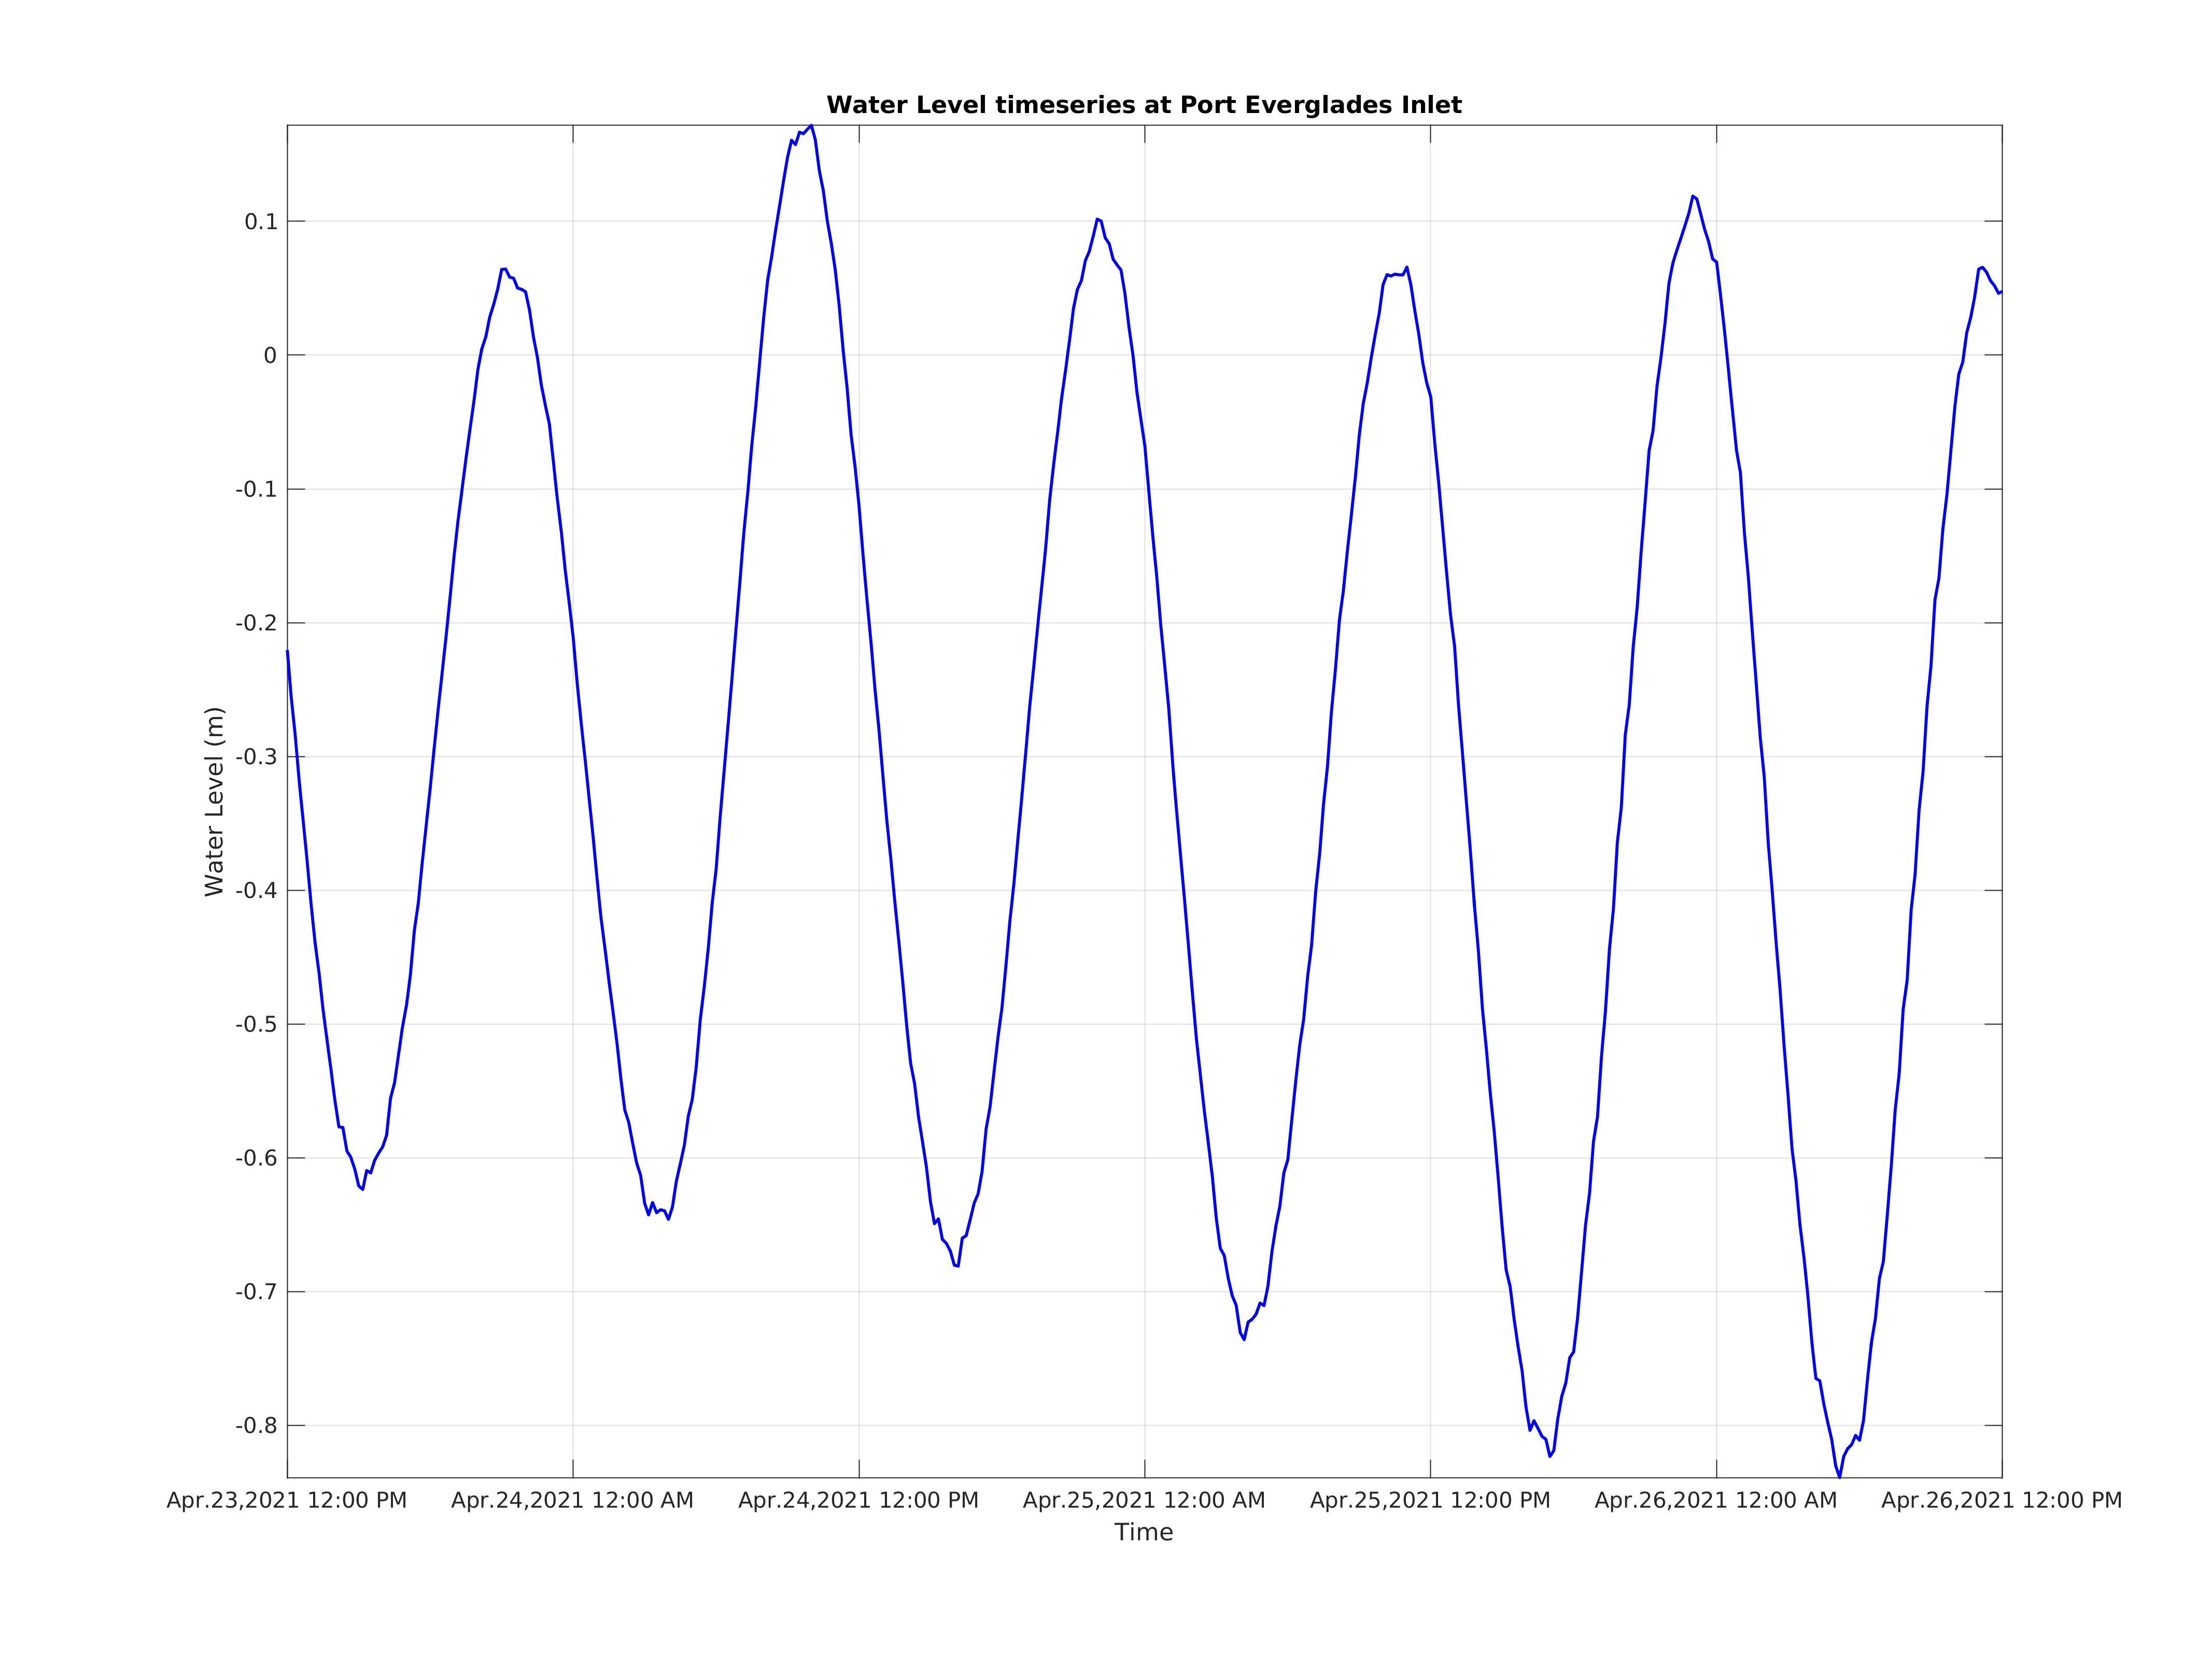 Water Level timeseries at Port Everglades Inlet
0.1
0
-0.1
-0.2
-0.3
-0.4
-0.5
-0.6
-0.7
-0.8
Water Level (m)
Apr.23,2021 12:00 PM Apr.24,2021 12:00 AM Apr.24,2021 12:00 PM Apr.25,2021 12:00 AM Apr.25,2021 12:00 PM Apr.26,2021 12:00 AM Apr.26,2021 12:00 PM
Time